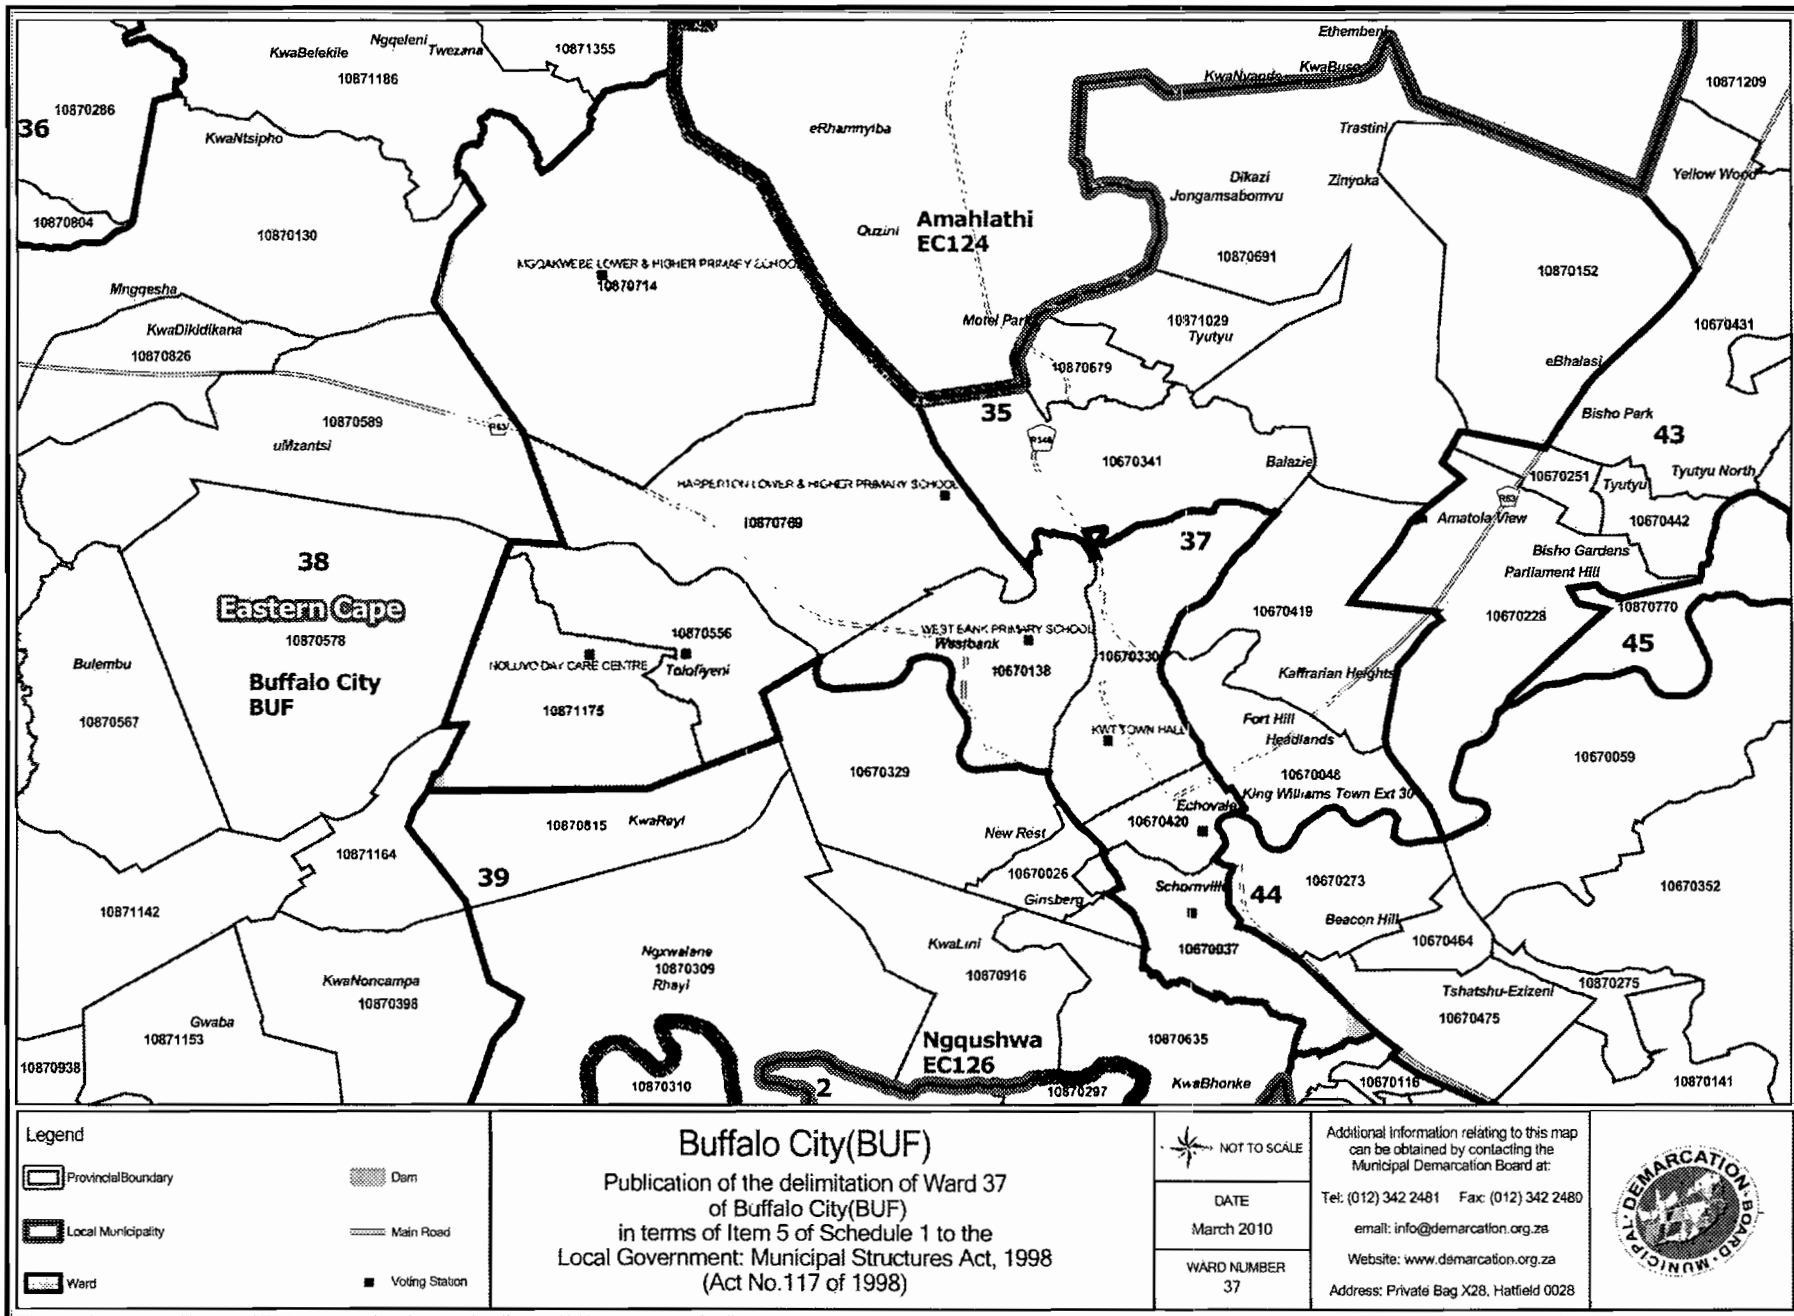 Ethembeni
KwaBelekile
Ngqeleni
Twezana
10871355
10871186
KwaNyanda
KwaBuso
10871209
10870286
36
KwaNtsipho
eRhamnyiba
Trastini
10870804
10870130
Quzini
Amahlathi
EC124
Dikazi
Jongamsabomvu
Zinyoka
Yellow Wood
MGQAKWEBE LOWER & HIGHER PRIMARY SCHOOL
10870714
10870691
10870152
Mngqesha
KwaDikidikana
10870826
Motel Park
10871029
Tyutyu
10670431
10870679
eBhalasi
10870589
uMzantsi
R63
35
R346
Bisho Park
43
10670341
Balazie
10670251
Tyutyu
Tyutyu North
HARPERTON LOWER & HIGHER PRIMARY SCHOOL
10870769
R63
Amatola View
10670442
37
Bisho Gardens
Parliament Hill
38
Eastern Cape
10870578
10870556
WEST BANK PRIMARY SCHOOL
Westbank
10670138
10670330
10670419
10670228
10870770
45
Bulembu
Buffalo City
BUF
NOLUVO DAY CARE CENTRE
Tolofiyeni
10871175
Kaffrarian Heights
10870567
KWT TOWN HALL
Fort Hill
Headlands
10670059
10670329
10670048
King Williams Town Ext 30
Echovale
10670420
10870815
KwaReyi
New Rest
10871164
39
10670026
Ginsberg
Schornville
44
10670273
10670352
10871142
Beacon Hill
10670464
Ngxwalane
10870309
Rhayi
KwaLini
10870916
10670037
KwaNoncampa
10870398
Tshatshu-Ezizeni
10670475
10870275
Gwaba
10871153
Ngqushwa
EC126
10870635
10870938
10870310
2
10870297
KwaBhonke
10670116
10870141
Legend
Provincial Boundary
Dam
Local Municipality
Main Road
Ward
Voting Station
Buffalo City(BUF)
Publication of the delimitation of Ward 37
of Buffalo City(BUF)
in terms of Item 5 of Schedule 1 to the
Local Government: Municipal Structures Act, 1998
(Act No.117 of 1998)
NOT TO SCALE
DATE
March 2010
WARD NUMBER
37
Additional information relating to this map
can be obtained by contacting the
Municipal Demarcation Board at:
Tel: (012) 342 2481 Fax: (012) 342 2480
email: info@demarcation.org.za
Website: www.demarcation.org.za
Address: Private Bag X28, Hatfield 0028
MUNICIPAL DEMARCATION BOARD